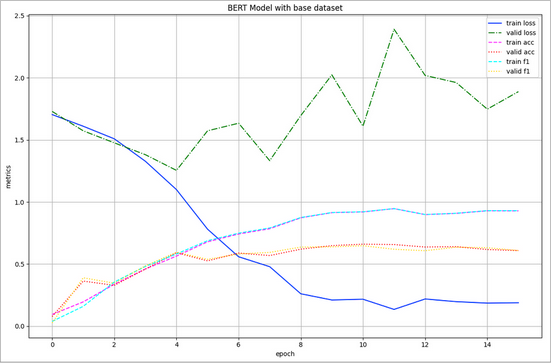 BERT Model with base dataset
2.5
2.0
1.5
1.0
0.5
0.0
metrics
train loss
valid loss
train acc
valid acc
train f1
valid f1
0 2 4 6 8 10 12 14
epoch